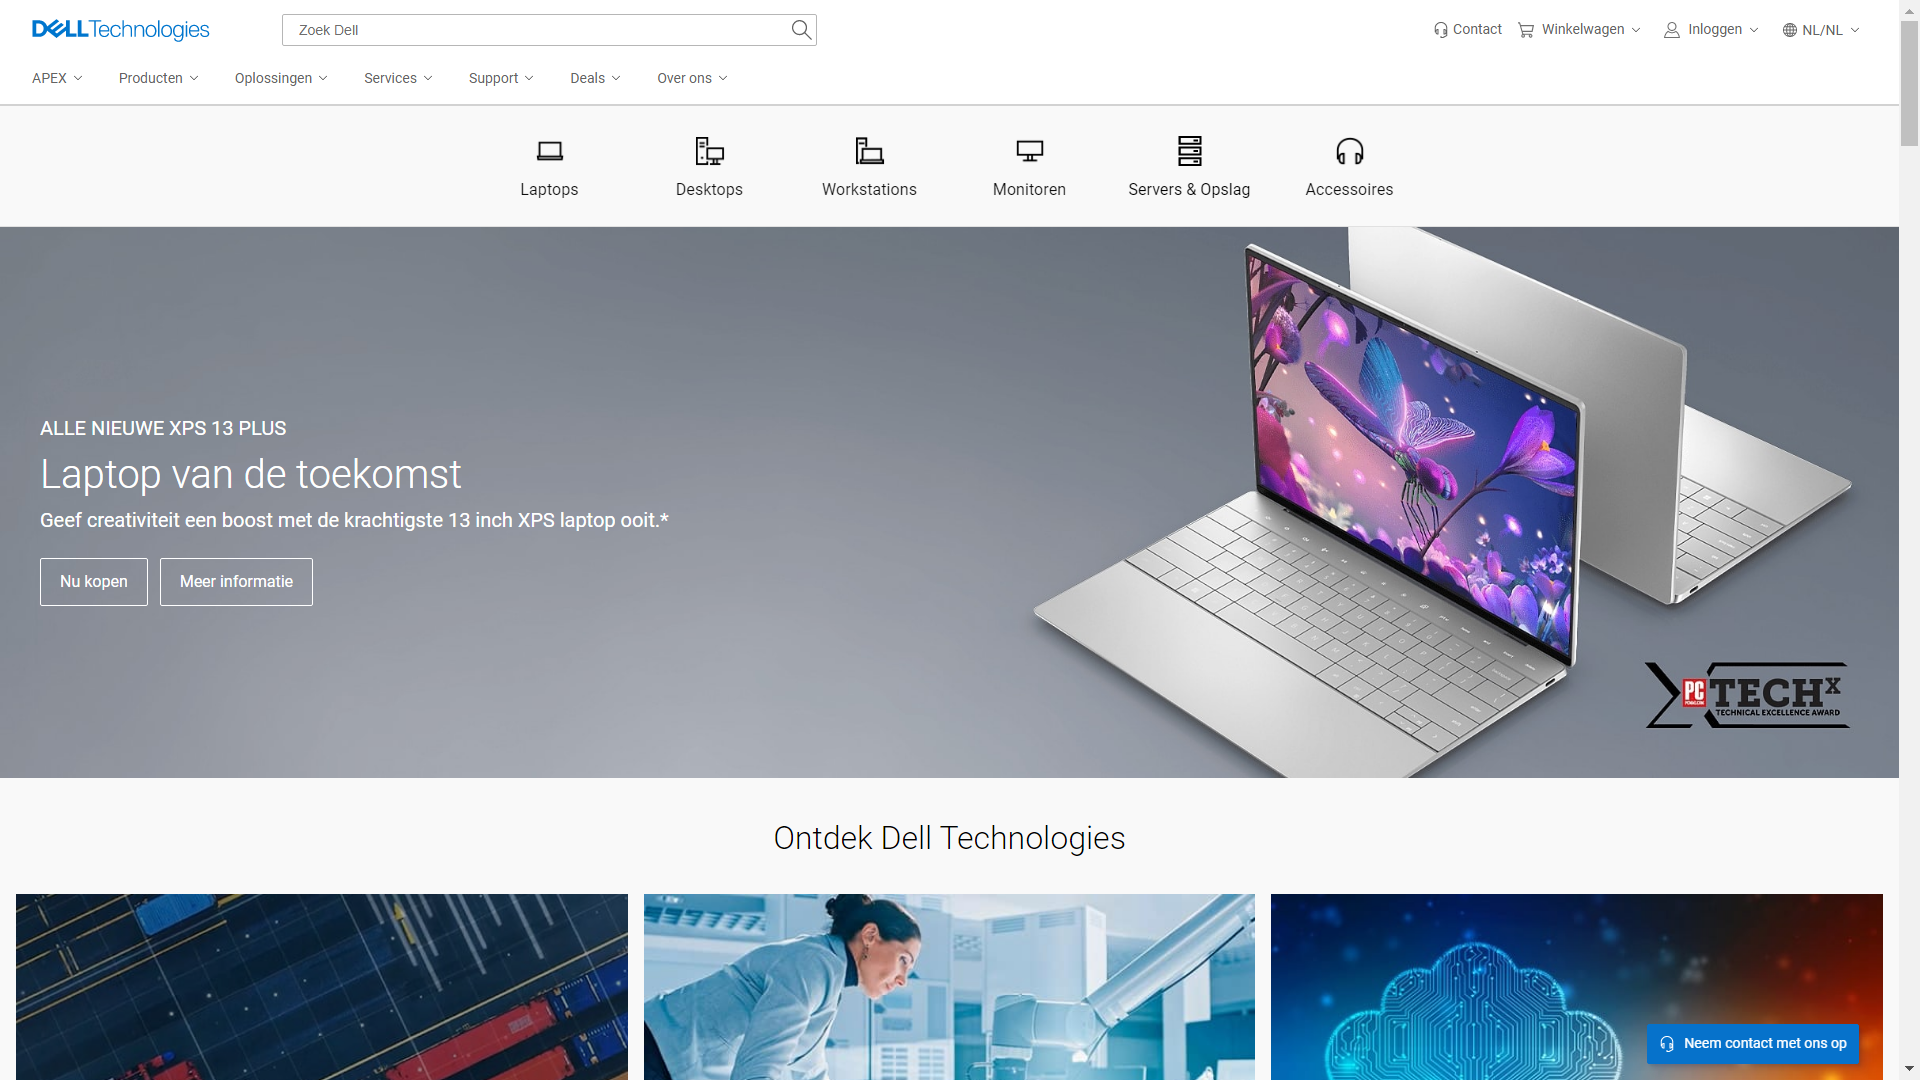 DELLTechnologies
Zoek Dell
Contact
Winkelwagen
Inloggen
NL/NL
APEX
Producten
Oplossingen
Services
Support
Deals
Over ons
Laptops
Desktops
Workstations
Monitoren
Servers & Opslag
Accessoires
ALLE NIEUWE XPS 13 PLUS
Laptop van de toekomst
Geef creativiteit een boost met de krachtigste 13 inch XPS laptop ooit.*
Nu kopen
Meer informatie
PC
TECHX
TECHNICAL EXCELLENCE AWARD
Ontdek Dell Technologies
Neem contact met ons op